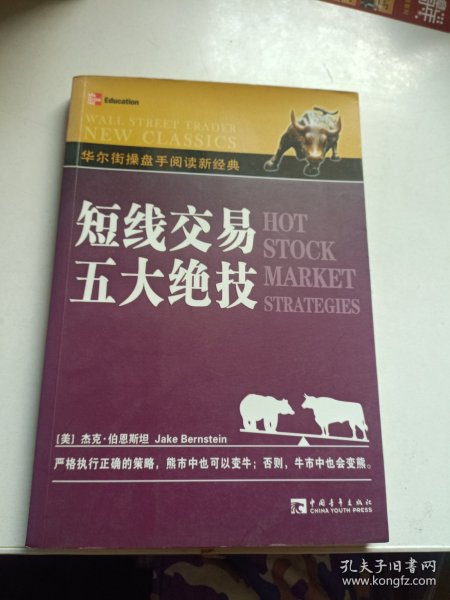 Education
WALL STREET TRADER
NEW CLASSICS
华尔街操盘手阅读新经典
短线交易
五大绝技
HOT
STOCK
MARKET
STRATEGIES
[美] 杰克·伯恩斯坦 Jake Bernstein
严格执行正确的策略，熊市中也可以变牛；否则，牛市中也会变熊。
中国青年出版社
CHINA YOUTH PRESS
孔夫子旧书网
www.kongfz.com